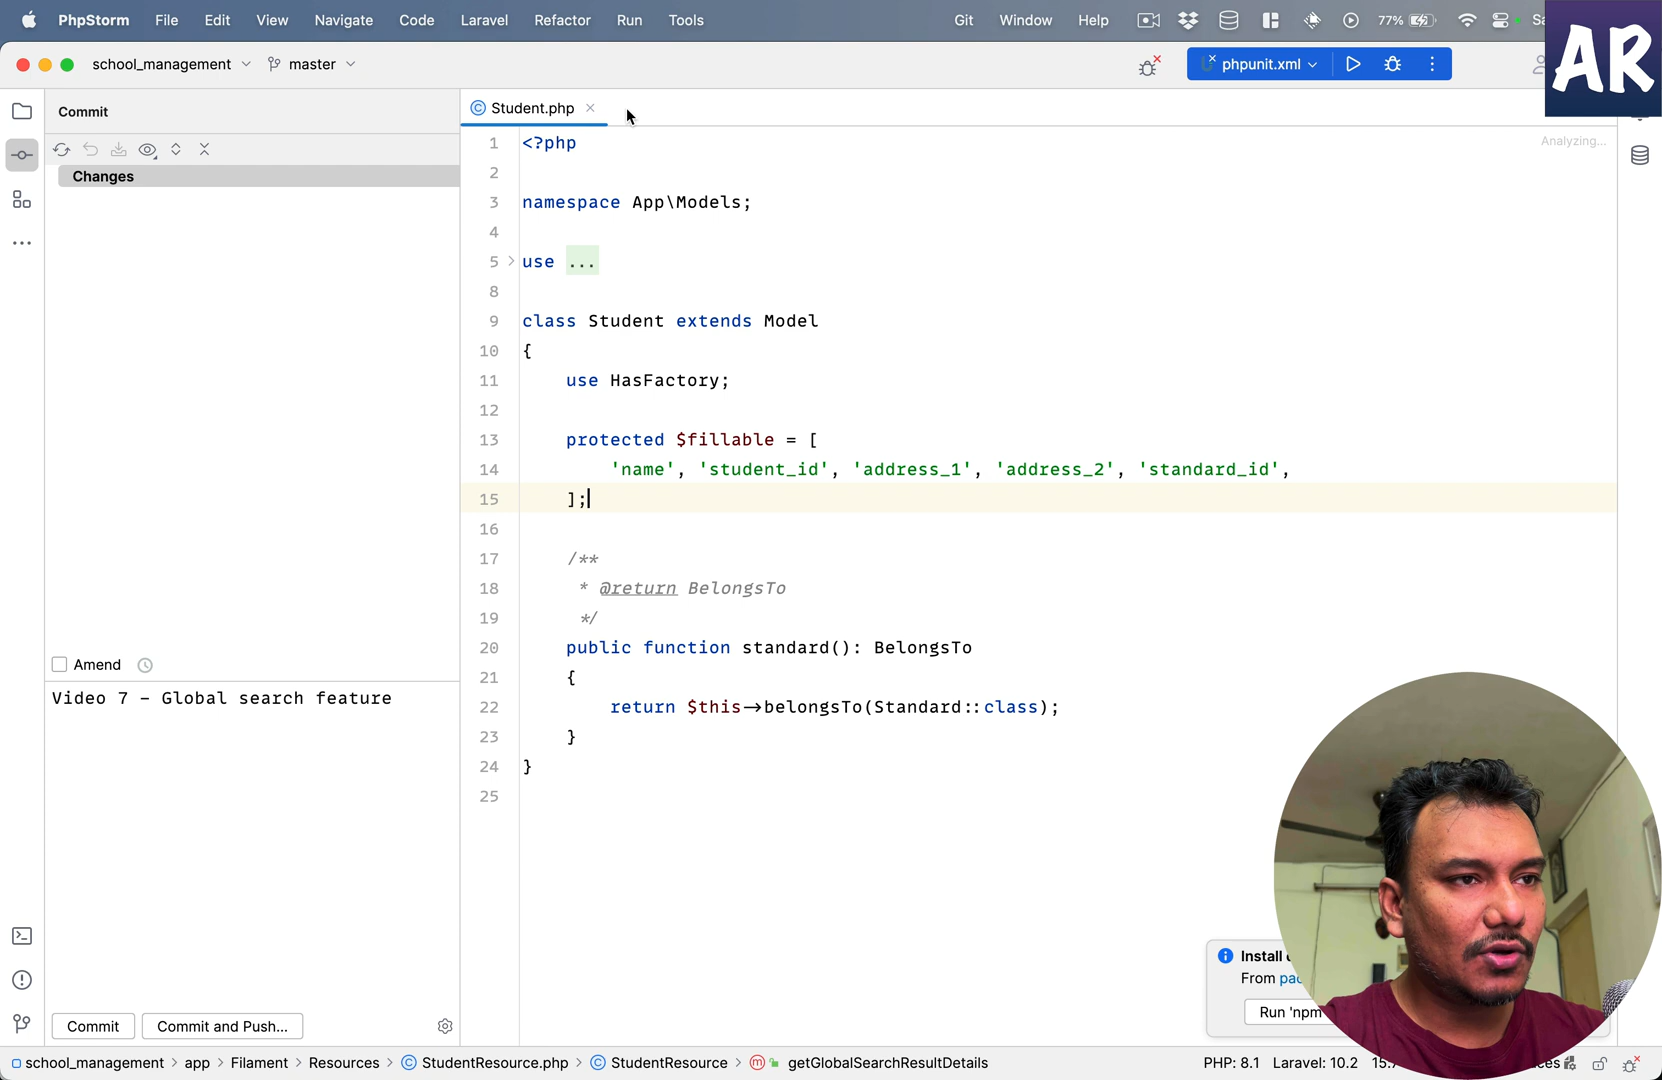 PhpStorm File Edit View Navigate Code Laravel Refactor Run Tools Git Window Help 77%
AR
school_management master phpunit.xml
Commit
Student.php
Changes
Analyzing...
1 <?php
2
3 namespace App\Models;
4
5 use ...
8
9 class Student extends Model
10 {
11 use HasFactory;
12
13 protected $fillable = [
14 'name', 'student_id', 'address_1', 'address_2', 'standard_id',
15 ];
16
17 /**
18 * @return BelongsTo
19 */
20 public function standard(): BelongsTo
21 {
22 return $this->belongsTo(Standard::class);
23 }
24 }
25
Amend
Video 7 - Global search feature
Install
From
Run 'npm
Commit Commit and Push...
school_management > app > Filament > Resources > StudentResource.php > StudentResource > getGlobalSearchResultDetails PHP: 8.1 Laravel: 10.2